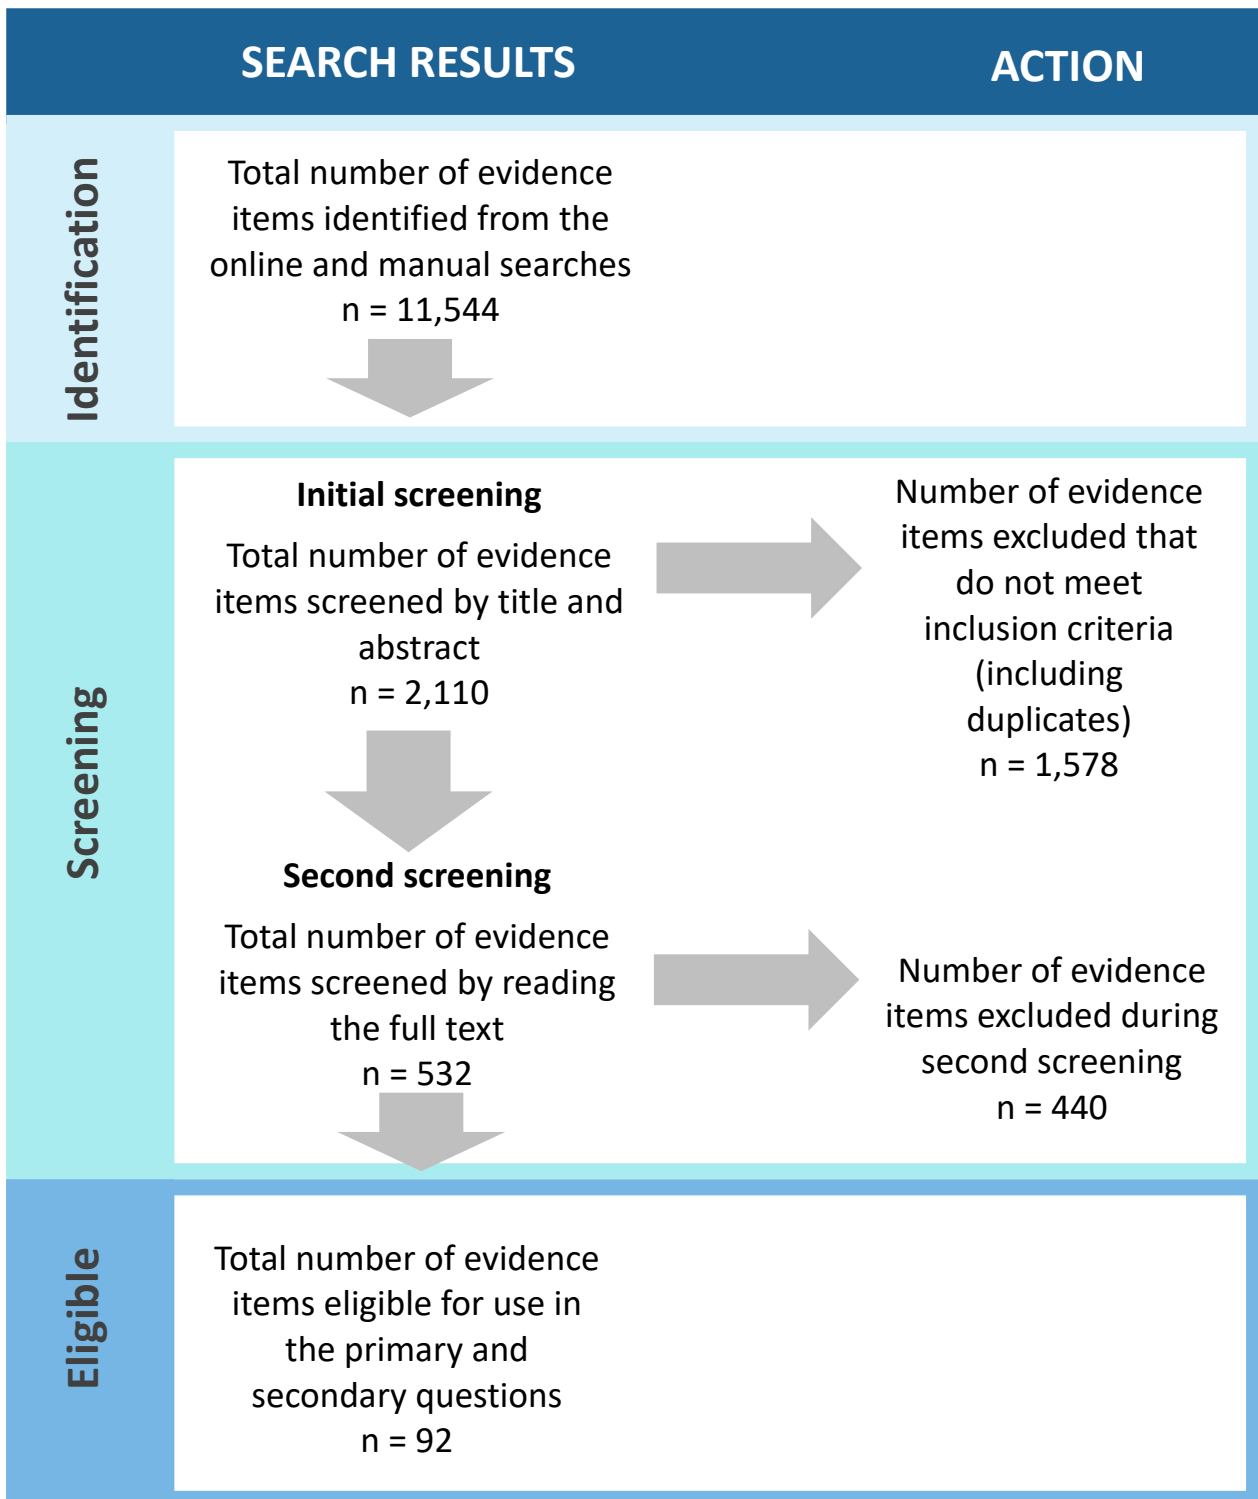 SEARCH RESULTS
ACTION
Identification
Total number of evidence
items identified from the
online and manual searches
n = 11,544
Screening
Initial screening
Total number of evidence
items screened by title and
abstract
n = 2,110
Number of evidence
items excluded that
do not meet
inclusion criteria
(including
duplicates)
n = 1,578
Second screening
Total number of evidence
items screened by reading
the full text
n = 532
Number of evidence
items excluded during
second screening
n = 440
Eligible
Total number of evidence
items eligible for use in
the primary and
secondary questions
n = 92